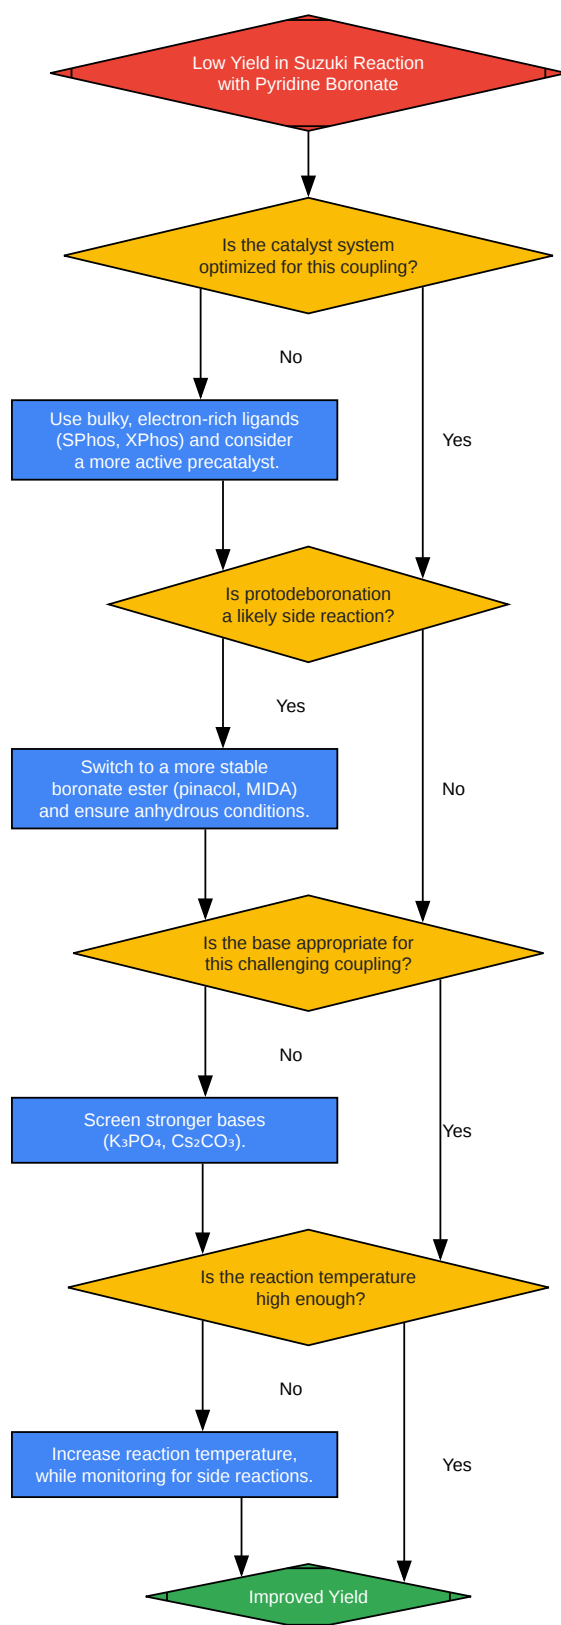 Low Yield in Suzuki Reaction
with Pyridine Boronate
Is the catalyst system
optimized for this coupling?
No
Use bulky, electron-rich ligands
(SPhos, XPhos) and consider
a more active precatalyst.
Yes
Is protodeboronation
a likely side reaction?
Yes
Switch to a more stable
boronate ester (pinacol, MIDA)
and ensure anhydrous conditions.
No
Is the base appropriate for
this challenging coupling?
No
Screen stronger bases
(K₃PO₄, Cs₂CO₃).
Yes
Is the reaction temperature
high enough?
No
Increase reaction temperature,
while monitoring for side reactions.
Yes
Improved Yield